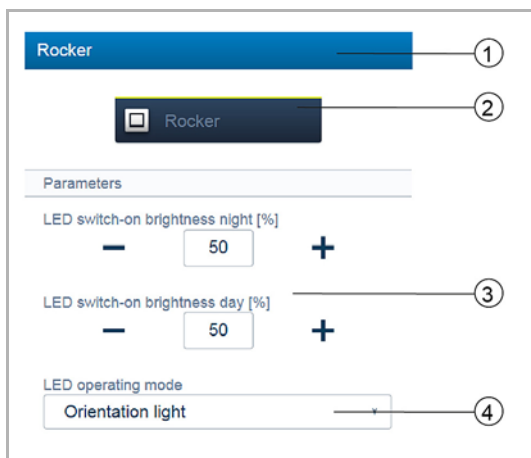 Rocker
1
Rocker
2
Parameters
LED switch-on brightness night [%]
− 50 +
3
LED switch-on brightness day [%]
− 50 +
LED operating mode
Orientation light
4